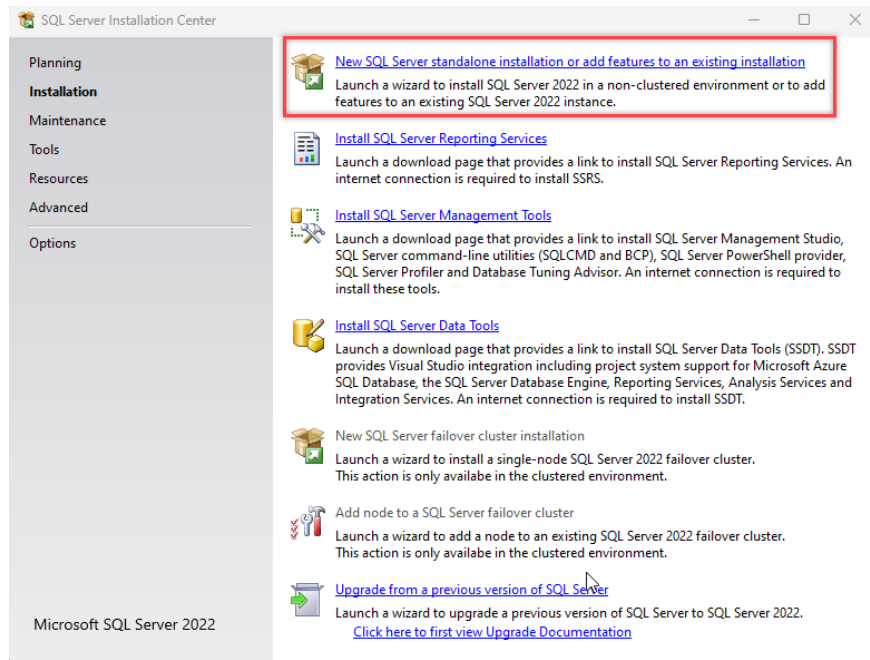 SQL Server Installation Center
Planning
Installation
Maintenance
Tools
Resources
Advanced
Options
Microsoft SQL Server 2022
New SQL Server standalone installation or add features to an existing installation
Launch a wizard to install SQL Server 2022 in a non-clustered environment or to add
features to an existing SQL Server 2022 instance.
Install SQL Server Reporting Services
Launch a download page that provides a link to install SQL Server Reporting Services. An
internet connection is required to install SSRS.
Install SQL Server Management Tools
Launch a download page that provides a link to install SQL Server Management Studio,
SQL Server command-line utilities (SQLCMD and BCP), SQL Server PowerShell provider,
SQL Server Profiler and Database Tuning Advisor. An internet connection is required to
install these tools.
Install SQL Server Data Tools
Launch a download page that provides a link to install SQL Server Data Tools (SSDT). SSDT
provides Visual Studio integration including project system support for Microsoft Azure
SQL Database, the SQL Server Database Engine, Reporting Services, Analysis Services and
Integration Services. An internet connection is required to install SSDT.
New SQL Server failover cluster installation
Launch a wizard to install a single-node SQL Server 2022 failover cluster.
This action is only availabe in the clustered environment.
Add node to a SQL Server failover cluster
Launch a wizard to add a node to an existing SQL Server 2022 failover cluster.
This action is only availabe in the clustered environment.
Upgrade from a previous version of SQL Server
Launch a wizard to upgrade a previous version of SQL Server to SQL Server 2022.
Click here to first view Upgrade Documentation